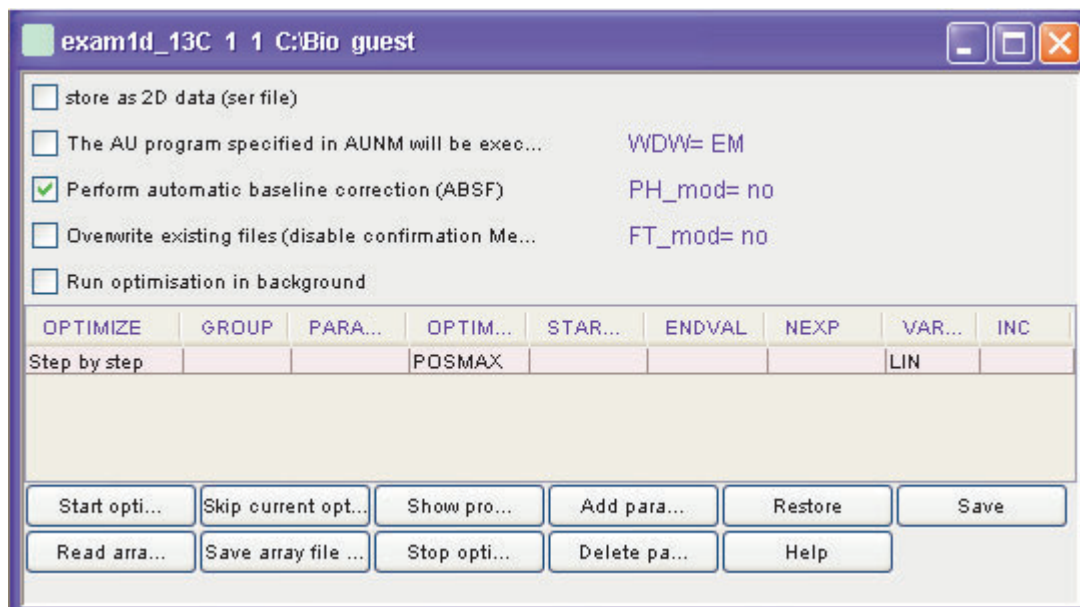 exam1d_13C 1 1 C:\Bio guest
store as 2D data (ser file)
The AU program specified in AUNM will be exec... WDW= EM
Perform automatic baseline correction (ABSF) PH_mod= no
Overwrite existing files (disable confirmation Me... FT_mod= no
Run optimisation in background
OPTIMIZE GROUP PARA... OPTIM... STAR... ENDVAL NEXP VAR... INC
Step by step POSMAX LIN
Start opti... Skip current opt... Show pro... Add para... Restore Save
Read arra... Save array file ... Stop opti... Delete pa... Help